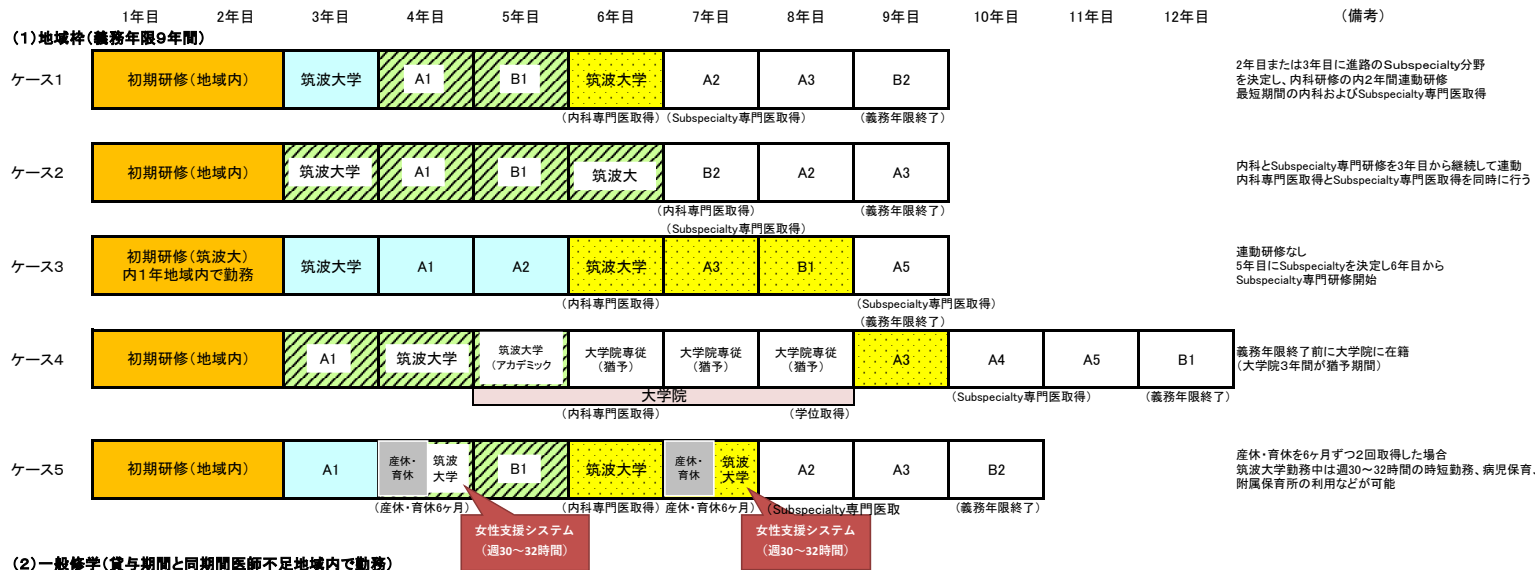 1年目 2年目 3年目 4年目 5年目 6年目 7年目 8年目 9年目 10年目 11年目 12年目 (備考)
(1)地域枠(義務年限9年間)
ケース1 初期研修(地域内) 筑波大学 A1 B1 筑波大学 A2 A3 B2
2年目または3年目に進路のSubspecialty分野
を決定し、内科研修の内2年間連動研修
最短期間の内科およびSubspecialty専門医取得
(内科専門医取得) (Subspecialty専門医取得) (義務年限終了)
ケース2 初期研修(地域内) 筑波大学 A1 B1 筑波大 B2 A2 A3
内科とSubspecialty専門研修を3年目から継続して連動
内科専門医取得とSubspecialty専門医取得を同時に行う
(内科専門医取得) (義務年限終了)
(Subspecialty専門医取得)
ケース3 初期研修(筑波大)
内1年地域内で勤務
筑波大学 A1 A2 筑波大学 A3 B1 A5
連動研修なし
5年目にSubspecialtyを決定し6年目から
Subspecialty専門研修開始
(内科専門医取得) (Subspecialty専門医取得)
(義務年限終了)
ケース4 初期研修(地域内) A1 筑波大学
筑波大学
(アカデミック
大学院専従
(猶予)
大学院専従
(猶予)
大学院専従
(猶予)
A3 A4 A5 B1
義務年限終了前に大学院に在籍
(大学院3年間が猶予期間)
大学院
(内科専門医取得) (学位取得) (Subspecialty専門医取得) (義務年限終了)
ケース5 初期研修(地域内) A1
産休・
育休
筑波
大学
B1 筑波大学
産休・
育休
筑波
大学
A2 A3 B2
産休・育休を6ヶ月ずつ2回取得した場合
筑波大学勤務中は週30~32時間の時短勤務、病児保育、
附属保育所の利用などが可能
(産休・育休6ヶ月) (内科専門医取得) 産休・育休6ヶ月) (Subspecialty専門医取 (義務年限終了)
女性支援システム
(週30~32時間)
女性支援システム
(週30~32時間)
(2)一般修学(貸与期間と同期間医師不足地域内で勤務)